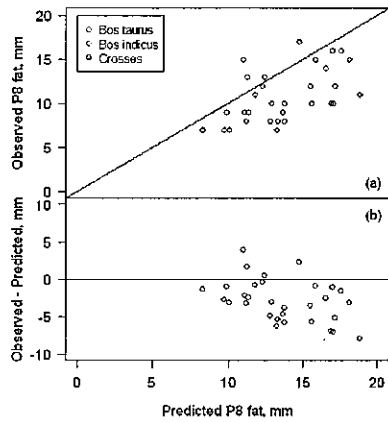 20
15
10
5
0
Observed P8 fat, mm
Bos taurus
Bos indicus
Crosses
(a)
10
5
0
-5
-10
Observed - Predicted, mm
(b)
0 5 10 15 20
Predicted P8 fat, mm